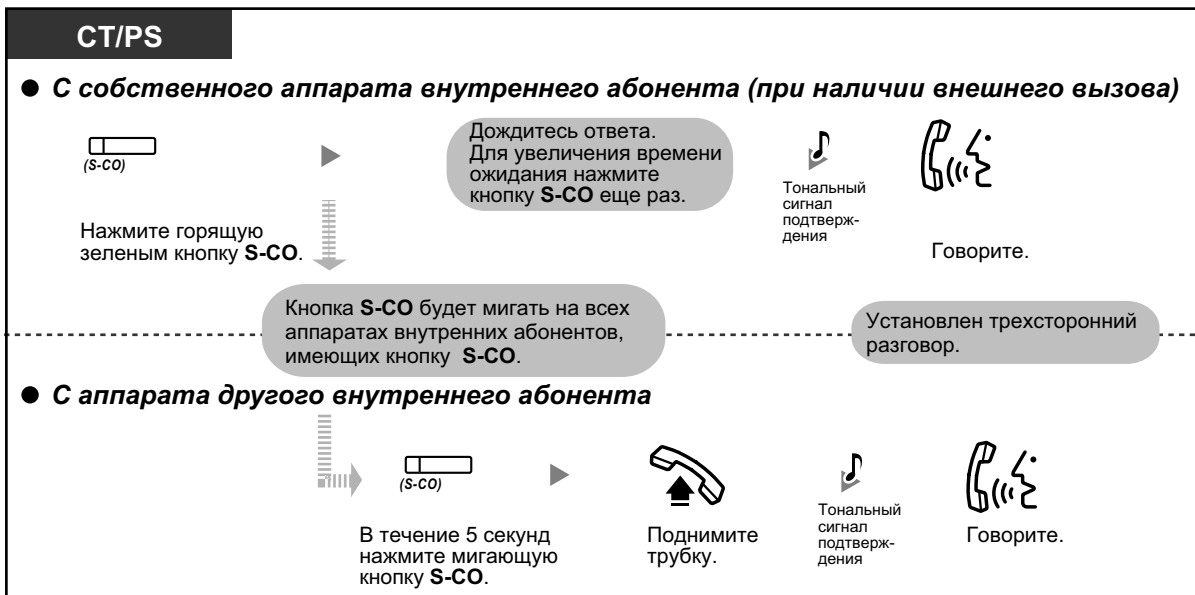 CT/PS
● С собственного аппарата внутреннего абонента (при наличии внешнего вызова)
(S-CO)
Нажмите горящую
зеленым кнопку S-CO.
Дождитесь ответа.
Для увеличения времени
ожидания нажмите
кнопку S-CO еще раз.
Тональный
сигнал
подтверж-
дения
Говорите.
Кнопка S-CO будет мигать на всех
аппаратах внутренних абонентов,
имеющих кнопку S-CO.
Установлен трехсторонний
разговор.
● С аппарата другого внутреннего абонента
(S-CO)
В течение 5 секунд
нажмите мигающую
кнопку S-CO.
Поднимите
трубку.
Тональный
сигнал
подтверж-
дения
Говорите.